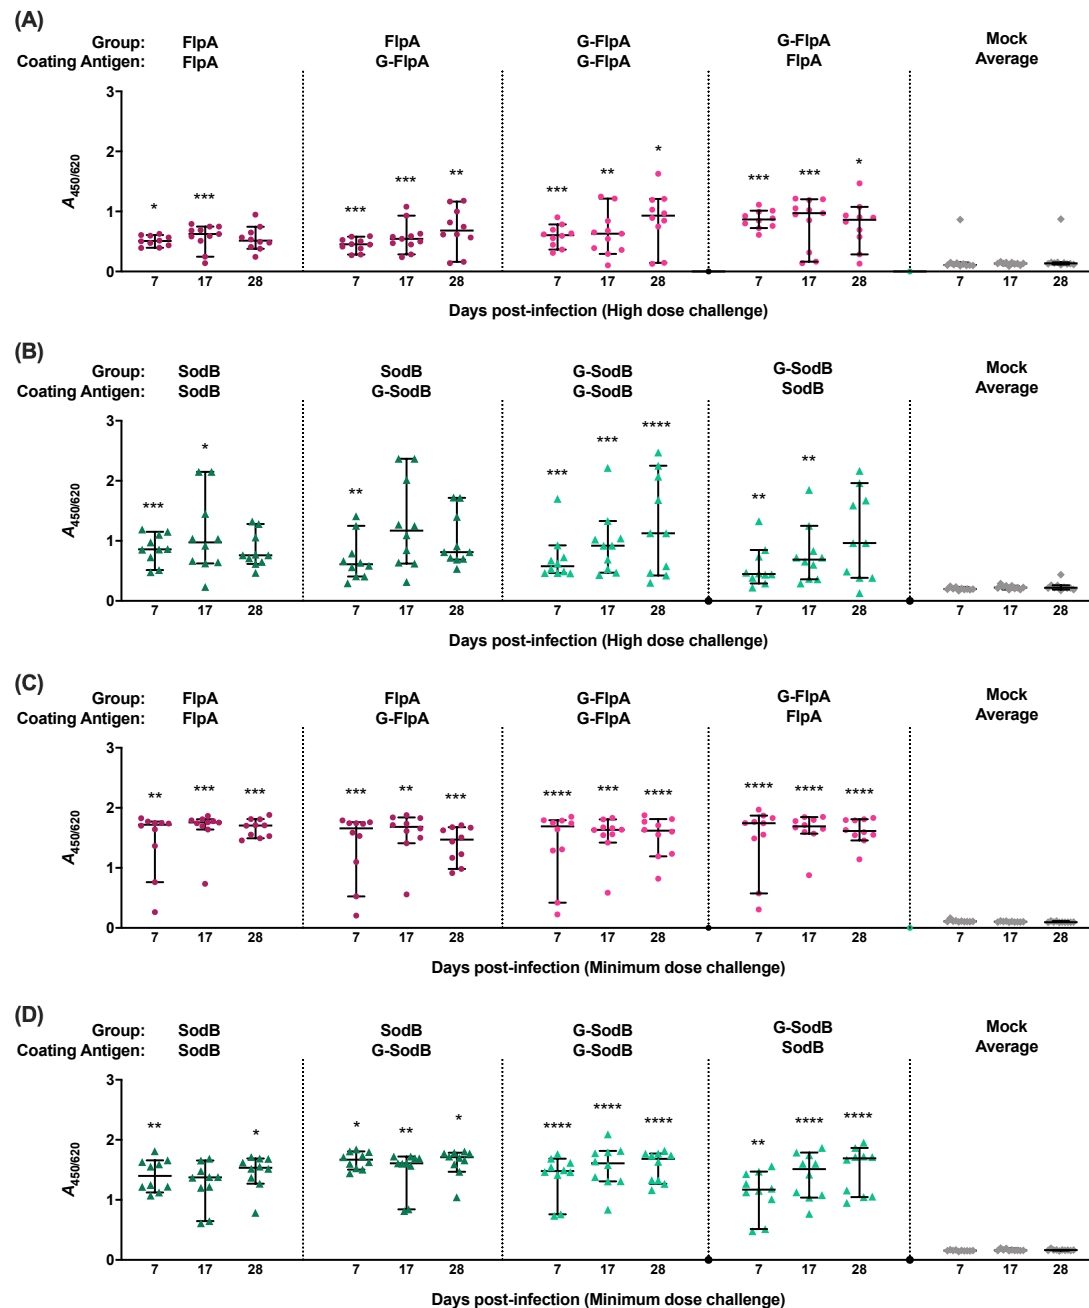 (A)
Group: FlpA FlpA G-FlpA G-FlpA Mock
Coating Antigen: FlpA G-FlpA G-FlpA FlpA Average
3
2
1
0
A450/620
* *** *** *** ** *** ** * *** *** *
7 17 28 7 17 28 7 17 28 7 17 28 7 17 28
Days post-infection (High dose challenge)
(B)
Group: SodB SodB G-SodB G-SodB Mock
Coating Antigen: SodB G-SodB G-SodB SodB Average
3
2
1
0
A450/620
*** * ** *** *** **** ** **
7 17 28 7 17 28 7 17 28 7 17 28 7 17 28
Days post-infection (High dose challenge)
(C)
Group: FlpA FlpA G-FlpA G-FlpA Mock
Coating Antigen: FlpA G-FlpA G-FlpA FlpA Average
3
2
1
0
A450/620
** *** *** *** ** *** **** *** **** **** **** ****
7 17 28 7 17 28 7 17 28 7 17 28 7 17 28
Days post-infection (Minimum dose challenge)
(D)
Group: SodB SodB G-SodB G-SodB Mock
Coating Antigen: SodB G-SodB G-SodB SodB Average
3
2
1
0
A450/620
** * * ** * **** **** **** ** **** ****
7 17 28 7 17 28 7 17 28 7 17 28 7 17 28
Days post-infection (Minimum dose challenge)